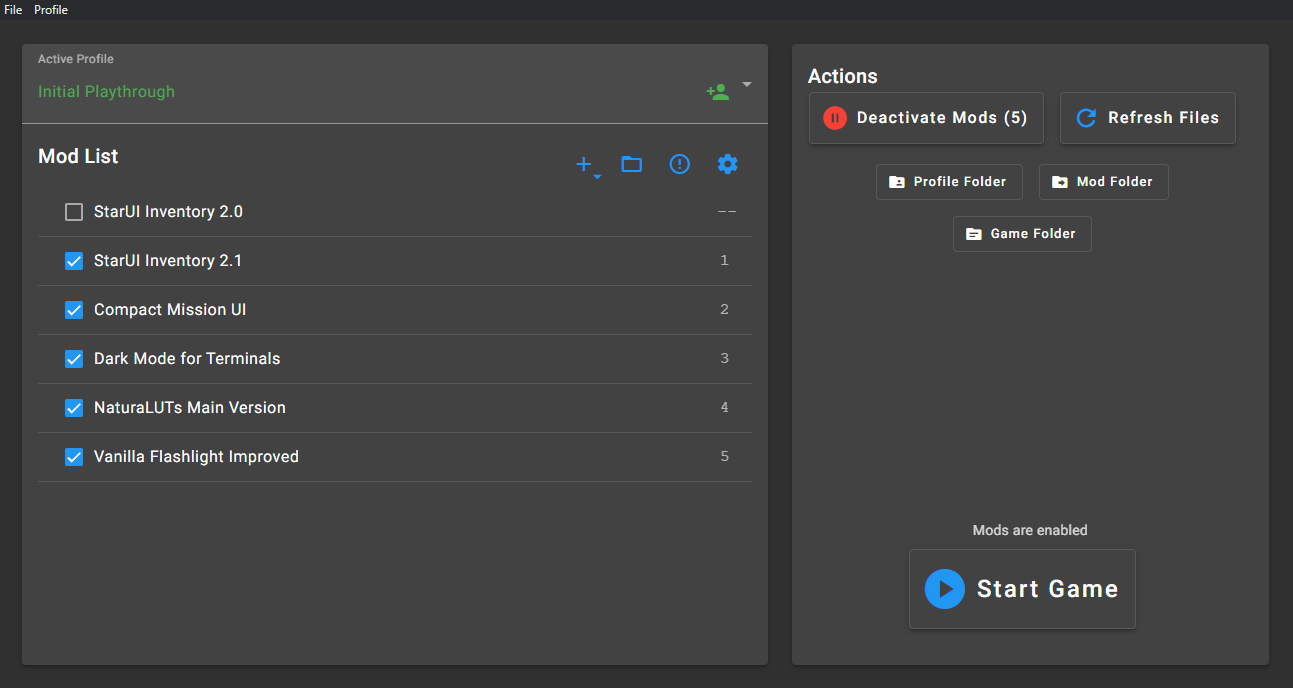 File Profile
Active Profile
Initial Playthrough
Mod List
StarUI Inventory 2.0 --
StarUI Inventory 2.1 1
Compact Mission UI 2
Dark Mode for Terminals 3
NaturaLUTs Main Version 4
Vanilla Flashlight Improved 5
Actions
Deactivate Mods (5) Refresh Files
Profile Folder Mod Folder
Game Folder
Mods are enabled
Start Game